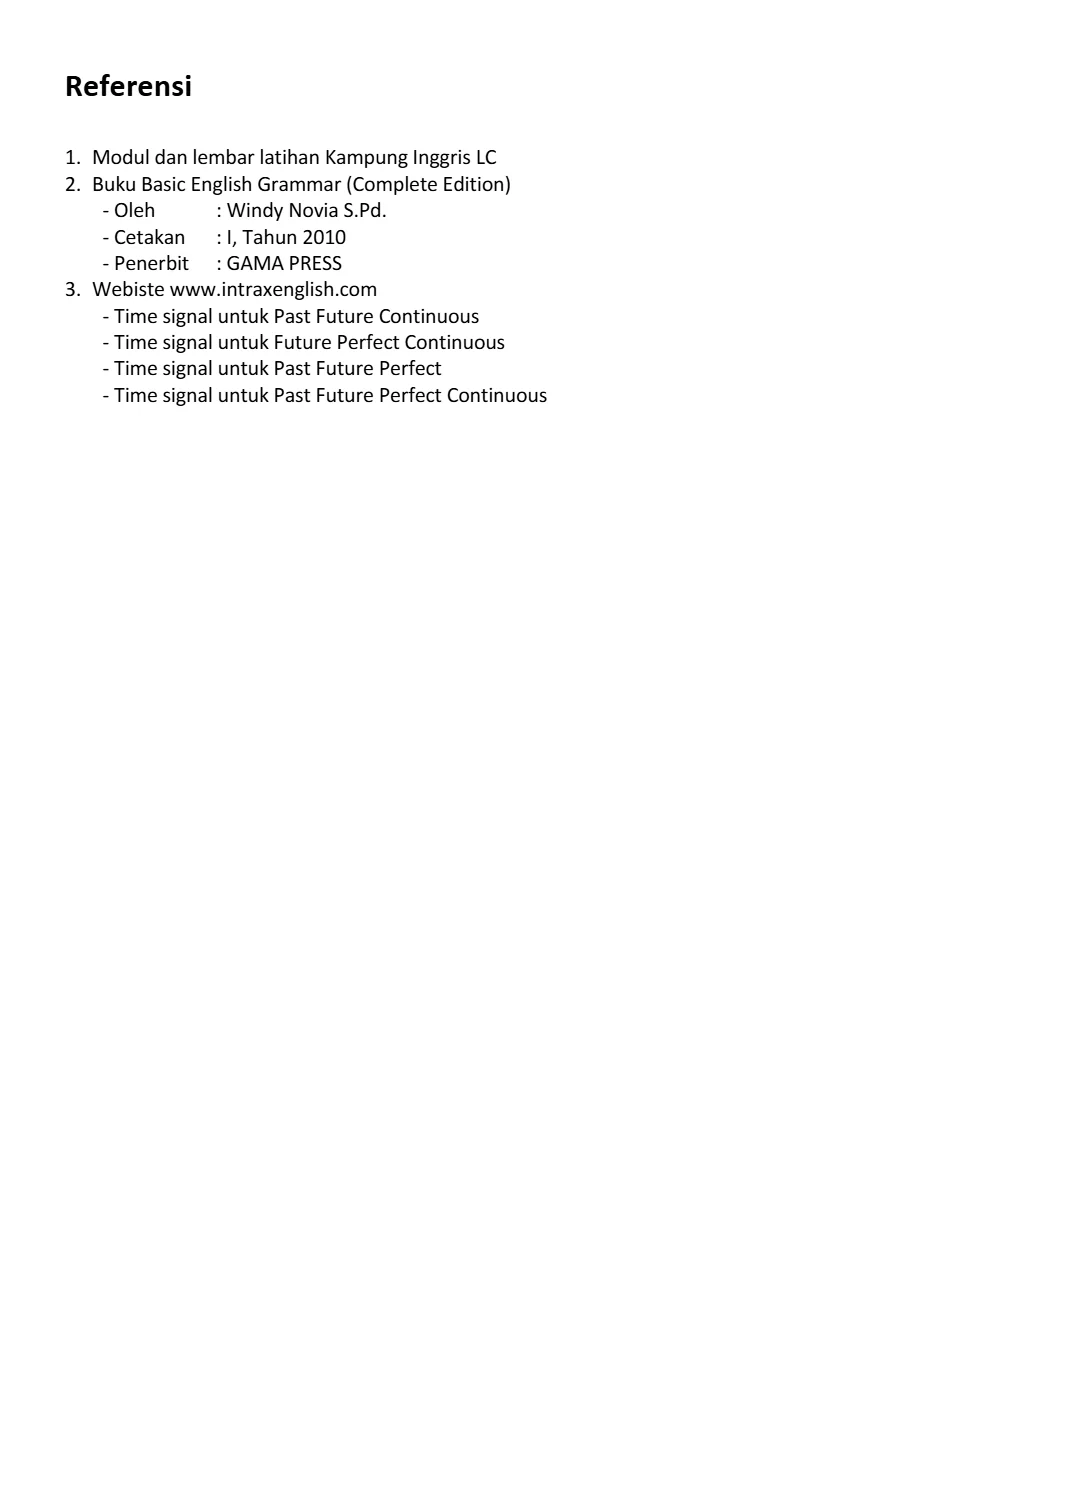 Referensi
1. Modul dan lembar latihan Kampung Inggris LC
2. Buku Basic English Grammar (Complete Edition)
- Oleh : Windy Novia S.Pd.
- Cetakan : I, Tahun 2010
- Penerbit : GAMA PRESS
3. Webiste www.intraxenglish.com
- Time signal untuk Past Future Continuous
- Time signal untuk Future Perfect Continuous
- Time signal untuk Past Future Perfect
- Time signal untuk Past Future Perfect Continuous